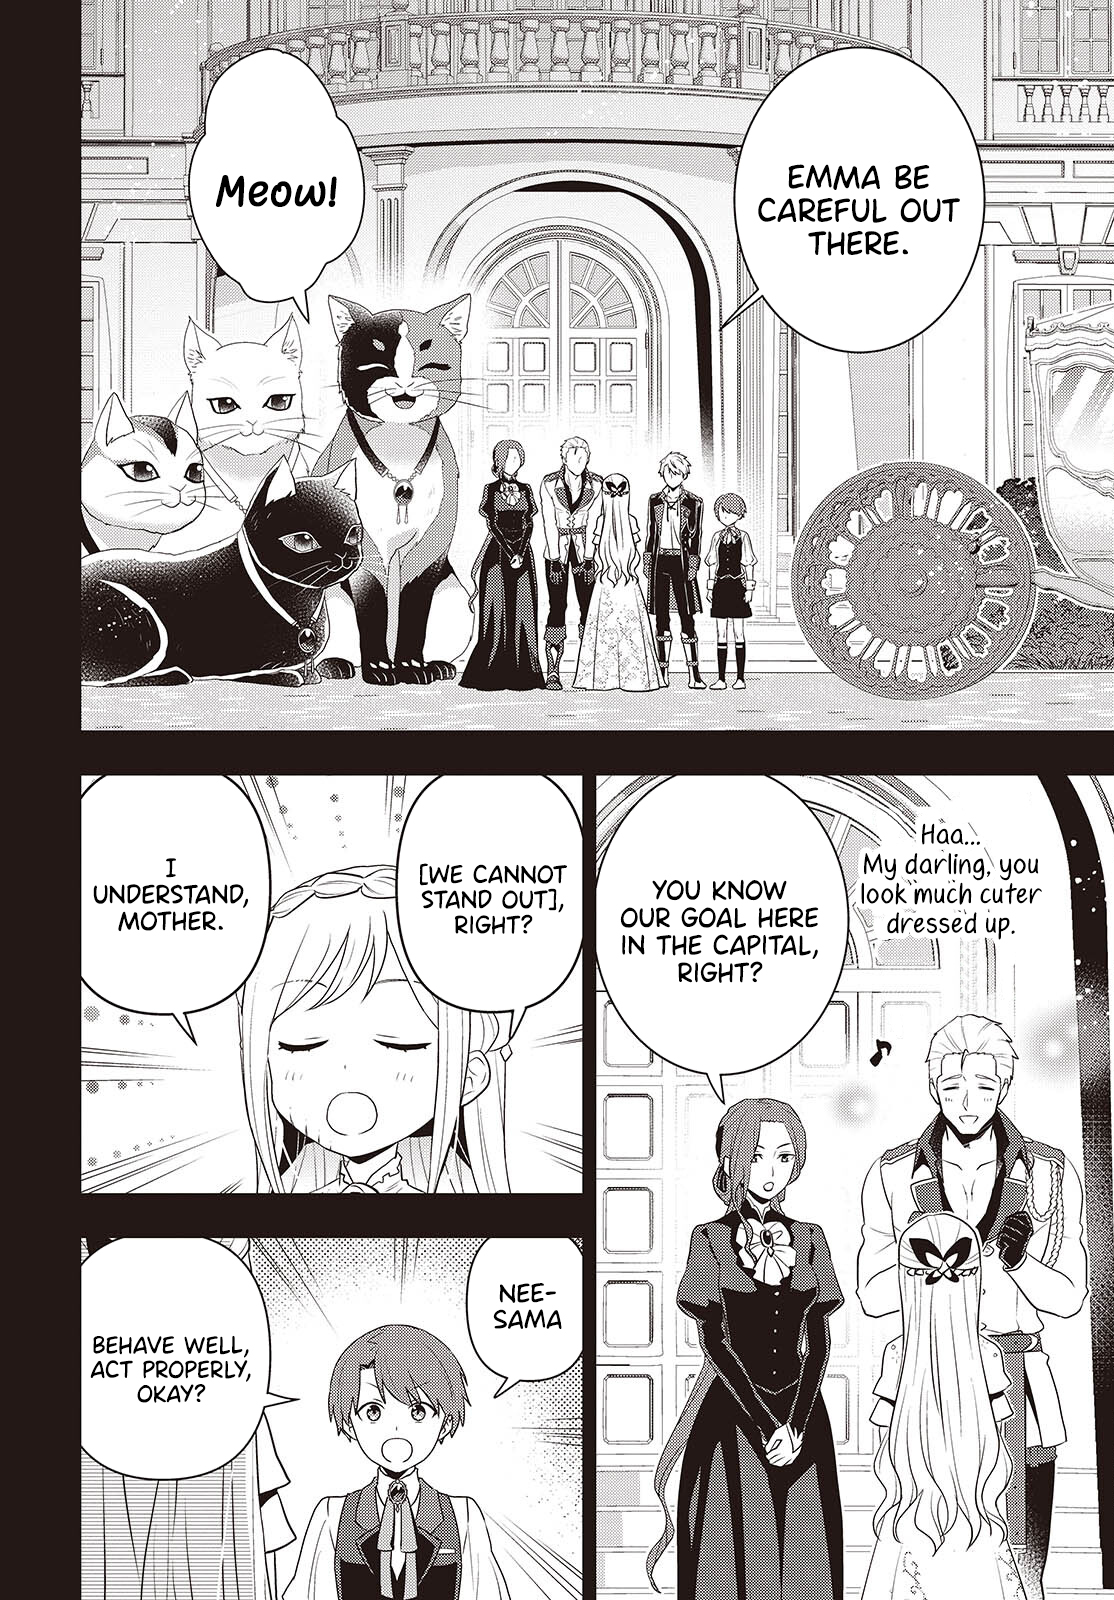 EMMA BE
CAREFUL OUT
THERE.
Meow!
Haa...
My darling, you
look much cuter
dressed up.
YOU KNOW
OUR GOAL HERE
IN THE CAPITAL,
RIGHT?
[WE CANNOT
STAND OUT],
RIGHT?
I
UNDERSTAND,
MOTHER.
NEE-
SAMA
BEHAVE WELL,
ACT PROPERLY,
OKAY?